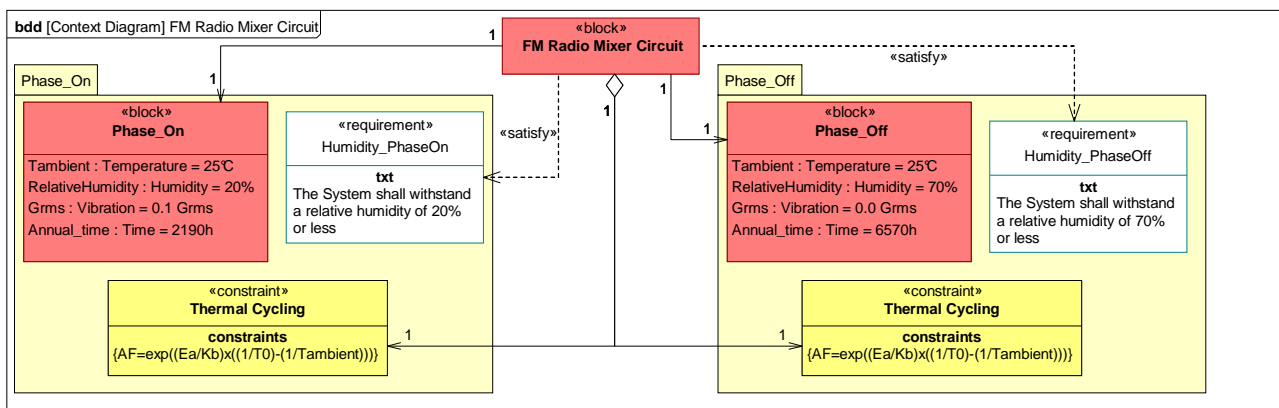 bdd [Context Diagram] FM Radio Mixer Circuit
«block»
FM Radio Mixer Circuit
1
1
1
1
1
«satisfy»
«satisfy»
Phase_On
«block»
Phase_On
Tambient : Temperature = 25℃
RelativeHumidity : Humidity = 20%
Grms : Vibration = 0.1 Grms
Annual_time : Time = 2190h
«requirement»
Humidity_PhaseOn
txt
The System shall withstand
a relative humidity of 20%
or less
«constraint»
Thermal Cycling
constraints
{AF=exp((Ea/Kb)x((1/T0)-(1/Tambient)))}
1
Phase_Off
«block»
Phase_Off
Tambient : Temperature = 25℃
RelativeHumidity : Humidity = 70%
Grms : Vibration = 0.0 Grms
Annual_time : Time = 6570h
«requirement»
Humidity_PhaseOff
txt
The System shall withstand
a relative humidity of 70%
or less
1
«constraint»
Thermal Cycling
constraints
{AF=exp((Ea/Kb)x((1/T0)-(1/Tambient)))}